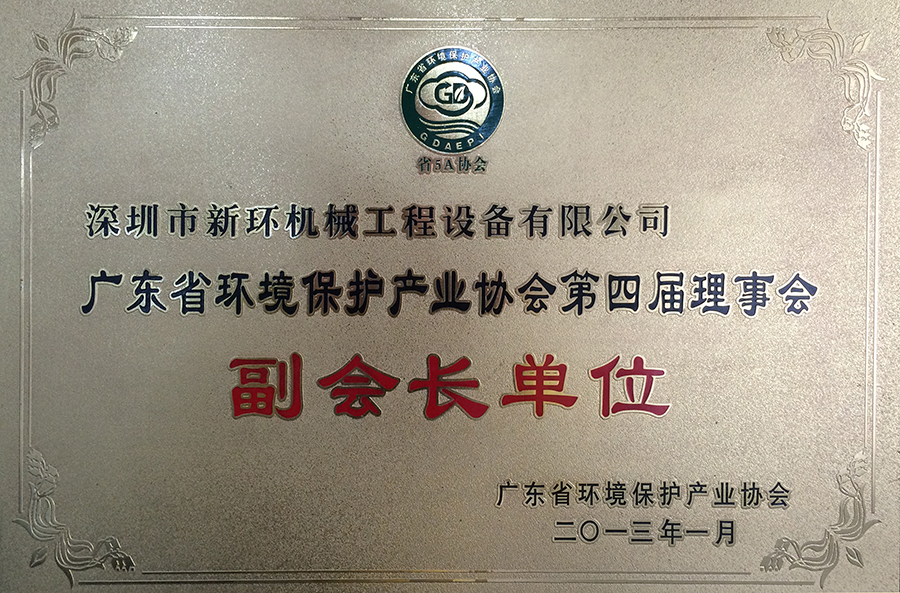 广东省环境保护产业协会
GD
GDAEPI
省5A协会
深圳市新环机械工程设备有限公司
广东省环境保护产业协会第四届理事会
副会长单位
广东省环境保护产业协会
二〇一三年一月